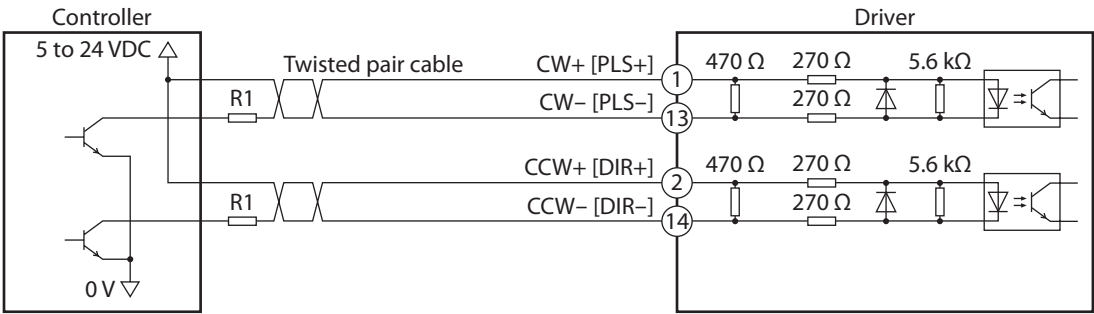 Controller
Driver
5 to 24 VDC
Twisted pair cable
CW+ [PLS+]
1
470 Ω
270 Ω
5.6 kΩ
R1
CW– [PLS–]
13
270 Ω
CCW+ [DIR+]
2
470 Ω
270 Ω
5.6 kΩ
R1
CCW– [DIR–]
14
270 Ω
0 V